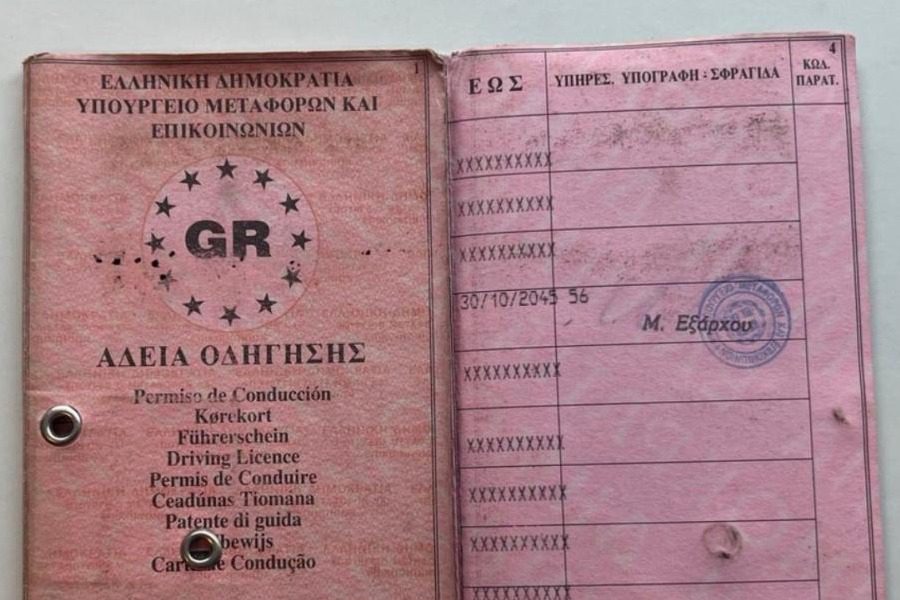 1
ΕΛΛΗΝΙΚΗ ΔΗΜΟΚΡΑΤΙΑ
ΥΠΟΥΡΓΕΙΟ ΜΕΤΑΦΟΡΩΝ ΚΑΙ
ΕΠΙΚΟΙΝΩΝΙΩΝ
GR
ΑΔΕΙΑ ΟΔΗΓΗΣΗΣ
Permiso de Conducción
Kørekort
Führerschein
Driving Licence
Permis de Conduire
Ceadúnas Tiomána
Patente di guida
bewijs
Carta de Condução
4
ΕΩΣ
ΥΠΗΡΕΣ. ΥΠΟΓΡΑΦΗ - ΣΦΡΑΓΙΔΑ
ΚΩΔ.
ΠΑΡΑΤ.
XXXXXXXXXX
XXXXXXXXXX
XXXXXXXXXX
30/10/2045 56
Μ. Εξάρχου
XXXXXXXXXX
XXXXXXXXXX
XXXXXXXXXX
XXXXXXXXXX
XXXXXXXXXX